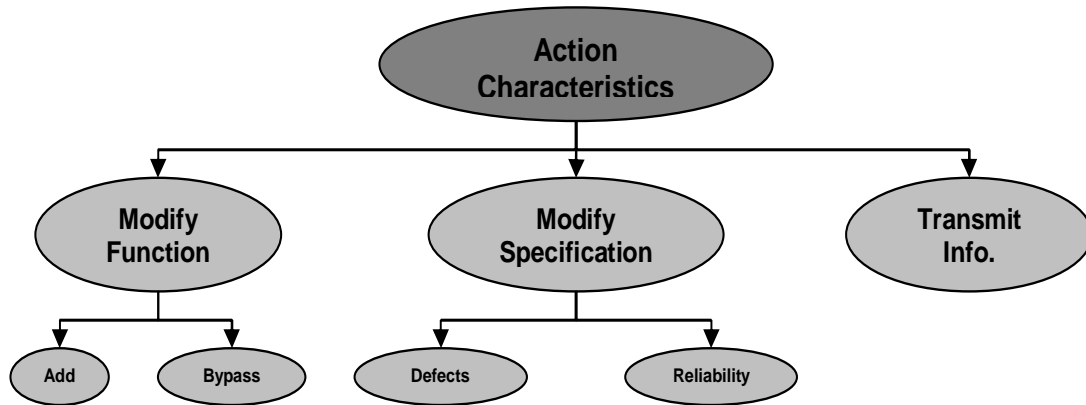 Action
Characteristics
Modify
Function
Modify
Specification
Transmit
Info.
Add
Bypass
Defects
Reliability